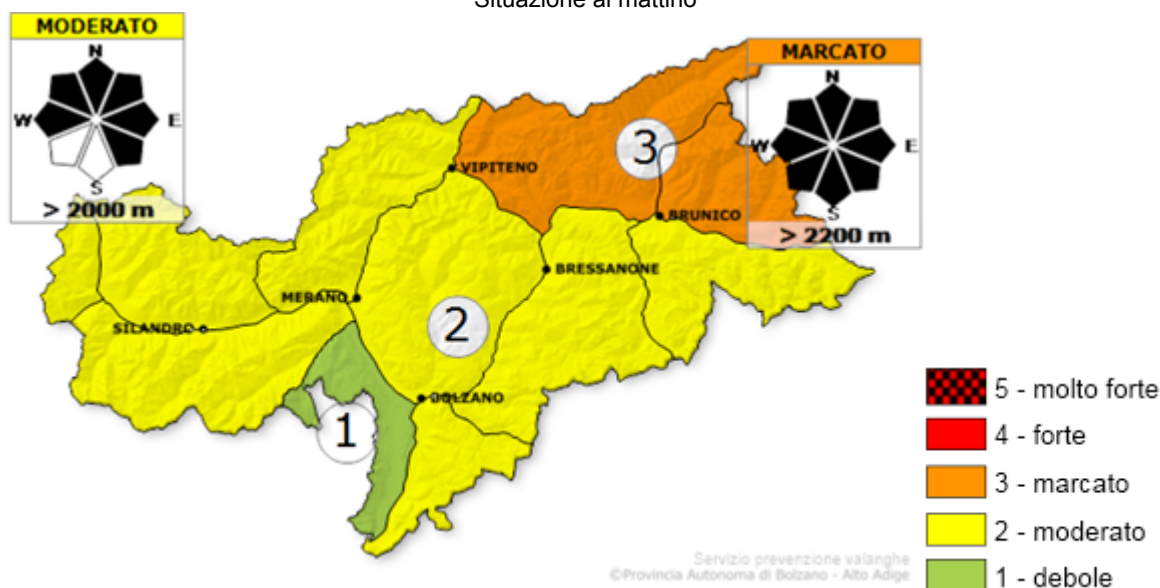 Situazione al mattino
MODERATO
N
W
E
S
> 2000 m
MARCATO
N
W
E
S
> 2200 m
3
VIPITENO
BRUNICO
BRESSANONE
MERANO
2
SILANDRO
BOLZANO
1
5 - molto forte
4 - forte
3 - marcato
2 - moderato
1 - debole
Servizio prevenzione valanghe
©Provincia Autonoma di Bolzano - Alto Adige